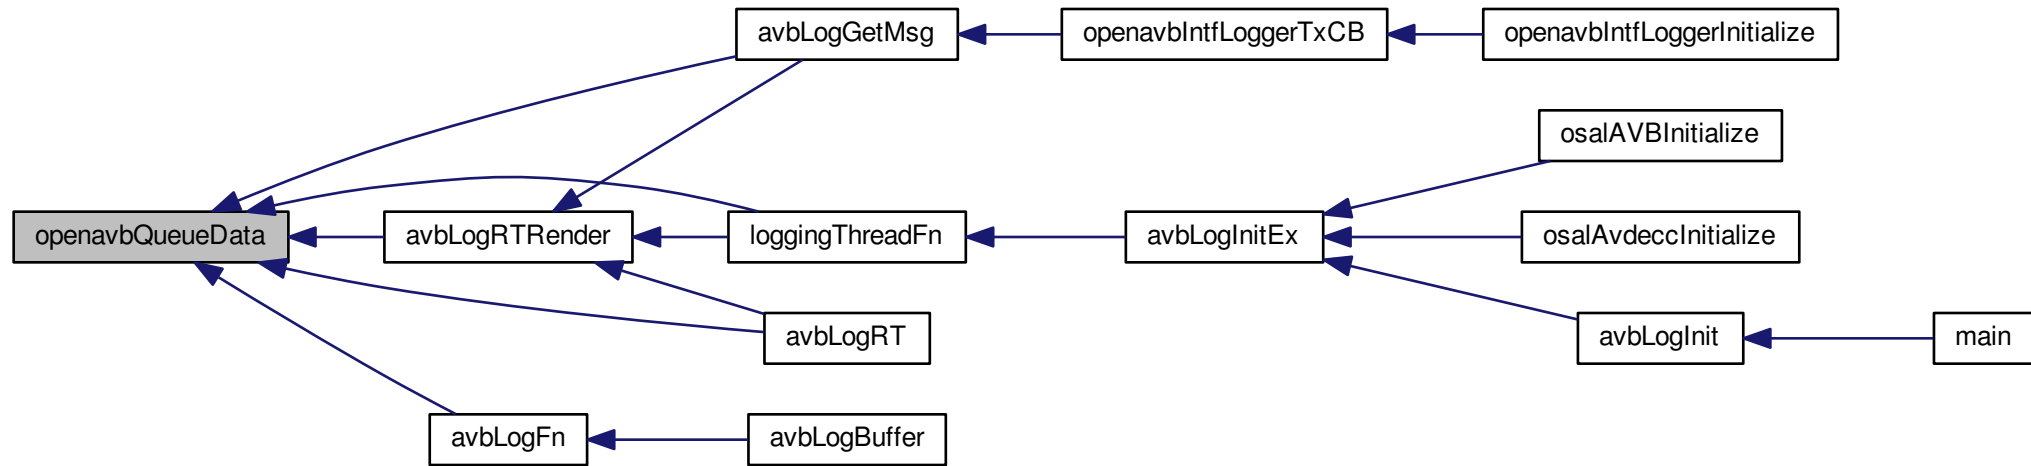 avbLogGetMsg
openavbIntfLoggerTxCB
openavbIntfLoggerInitialize
osalAVBInitialize
openavbQueueData
avbLogRTRender
loggingThreadFn
avbLogInitEx
osalAvdeccInitialize
avbLogRT
avbLogInit
main
avbLogFn
avbLogBuffer